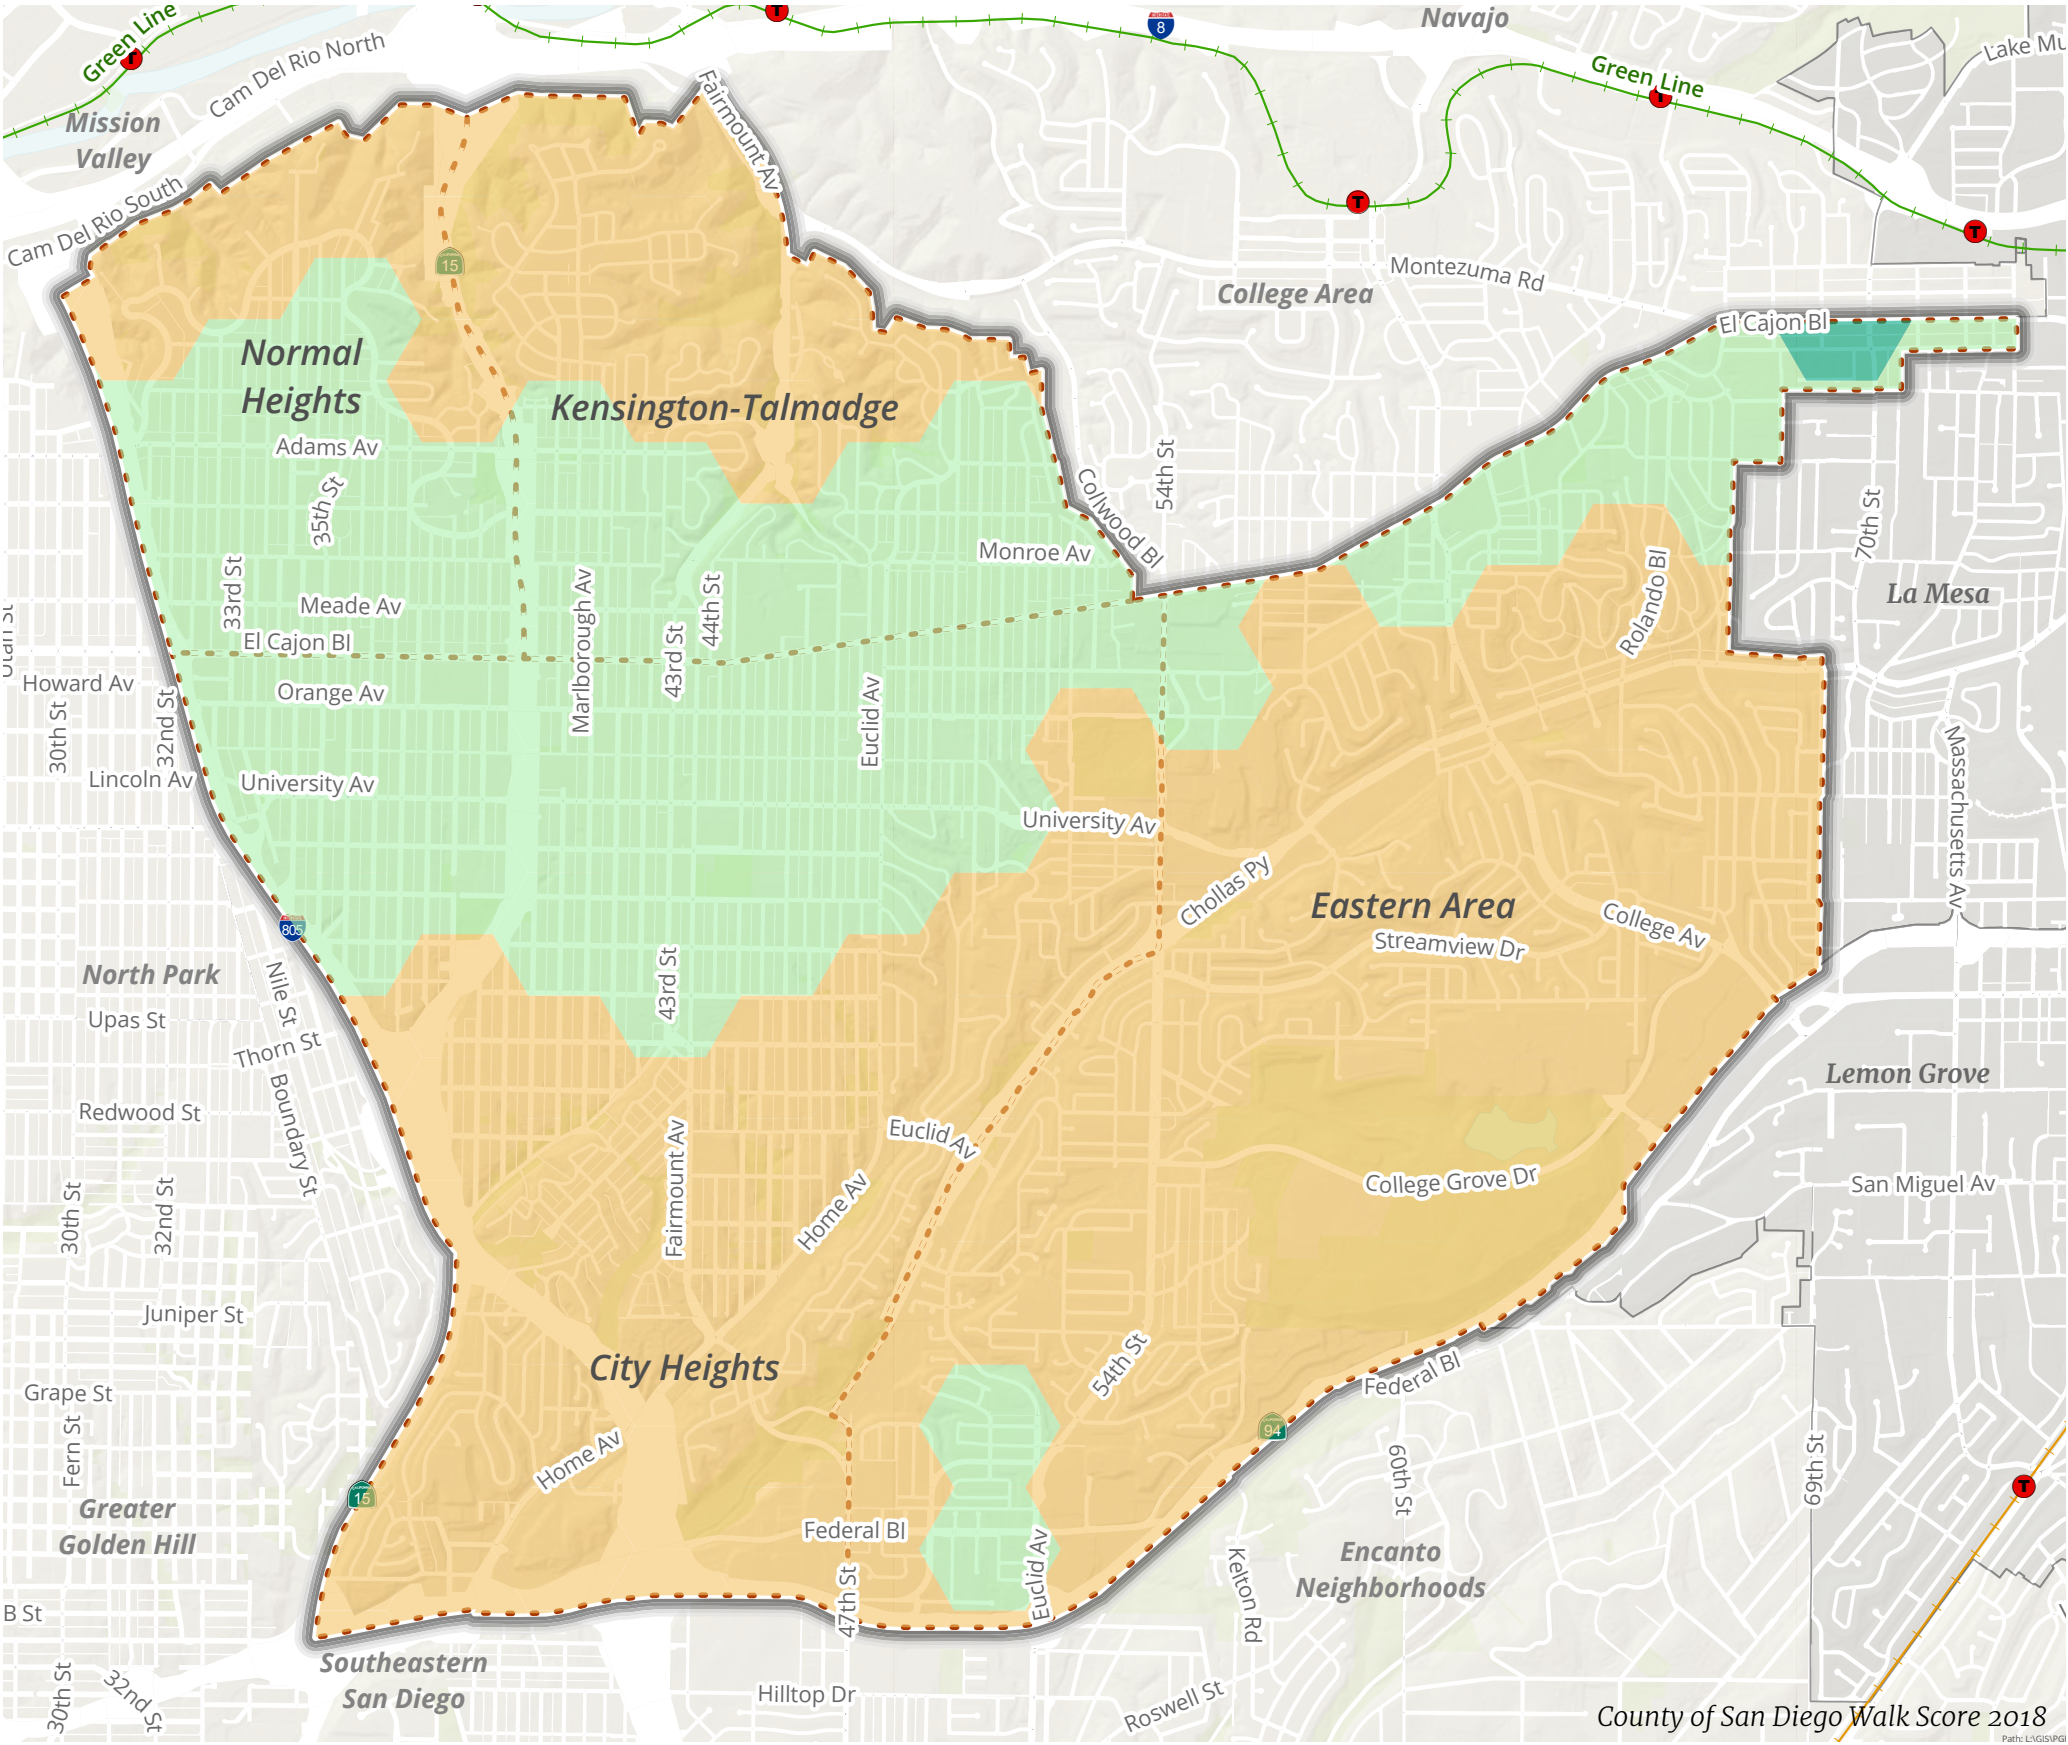 Navajo
8
Green Line
Cam Del Rio North
Lake Mu
Green Line
Mission
Valley
Fairmount Av
Cam Del Rio South
15
Montezuma Rd
College Area
El Cajon Bl
Normal
Heights
Kensington-Talmadge
Adams Av
35th St
54th St
Collwood Bl
70th St
Monroe Av
33rd St
Meade Av
Marlborough Av
44th St
Rolando Bl
La Mesa
Utah St
El Cajon Bl
43rd St
Howard Av
Orange Av
32nd St
30th St
Euclid Av
Massachusetts Av
Lincoln Av
University Av
University Av
Chollas Py
Eastern Area
College Av
Streamview Dr
805
North Park
Nile St
43rd St
Upas St
Thorn St
Boundary St
Lemon Grove
Redwood St
Euclid Av
Fairmount Av
Home Av
College Grove Dr
San Miguel Av
30th St
32nd St
Juniper St
City Heights
54th St
Federal Bl
Grape St
Fern St
94
Home Av
60th St
69th St
15
Greater
Golden Hill
Federal Bl
Euclid Av
Encanto
Neighborhoods
Kelton Rd
47th St
B St
Southeastern
San Diego
30th St
32nd St
Hilltop Dr
Roswell St
County of San Diego Walk Score 2018
Path: L:\GIS\PG